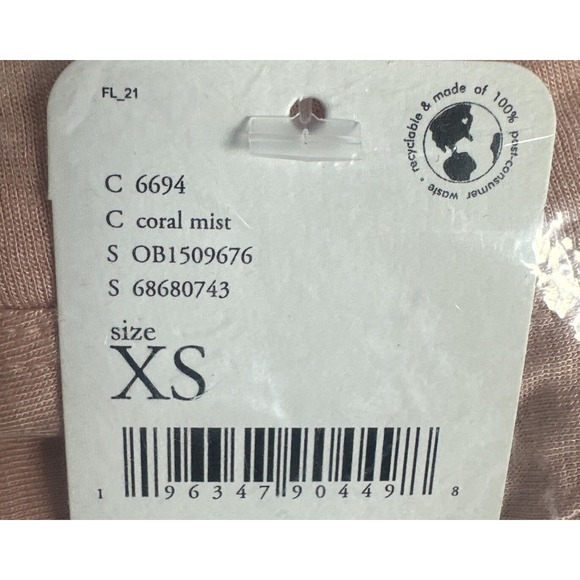 FL_21
recyclable & made of 100% post-consumer waste •
C 6694
C coral mist
S OB1509676
S 68680743
size
XS
1 96347 90449 8